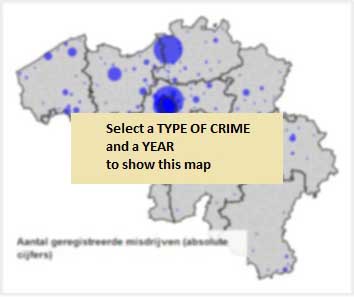 Select a TYPE OF CRIME
and a YEAR
to show this map
Aantal geregistreerde misdrijven (absolute
cijfers)